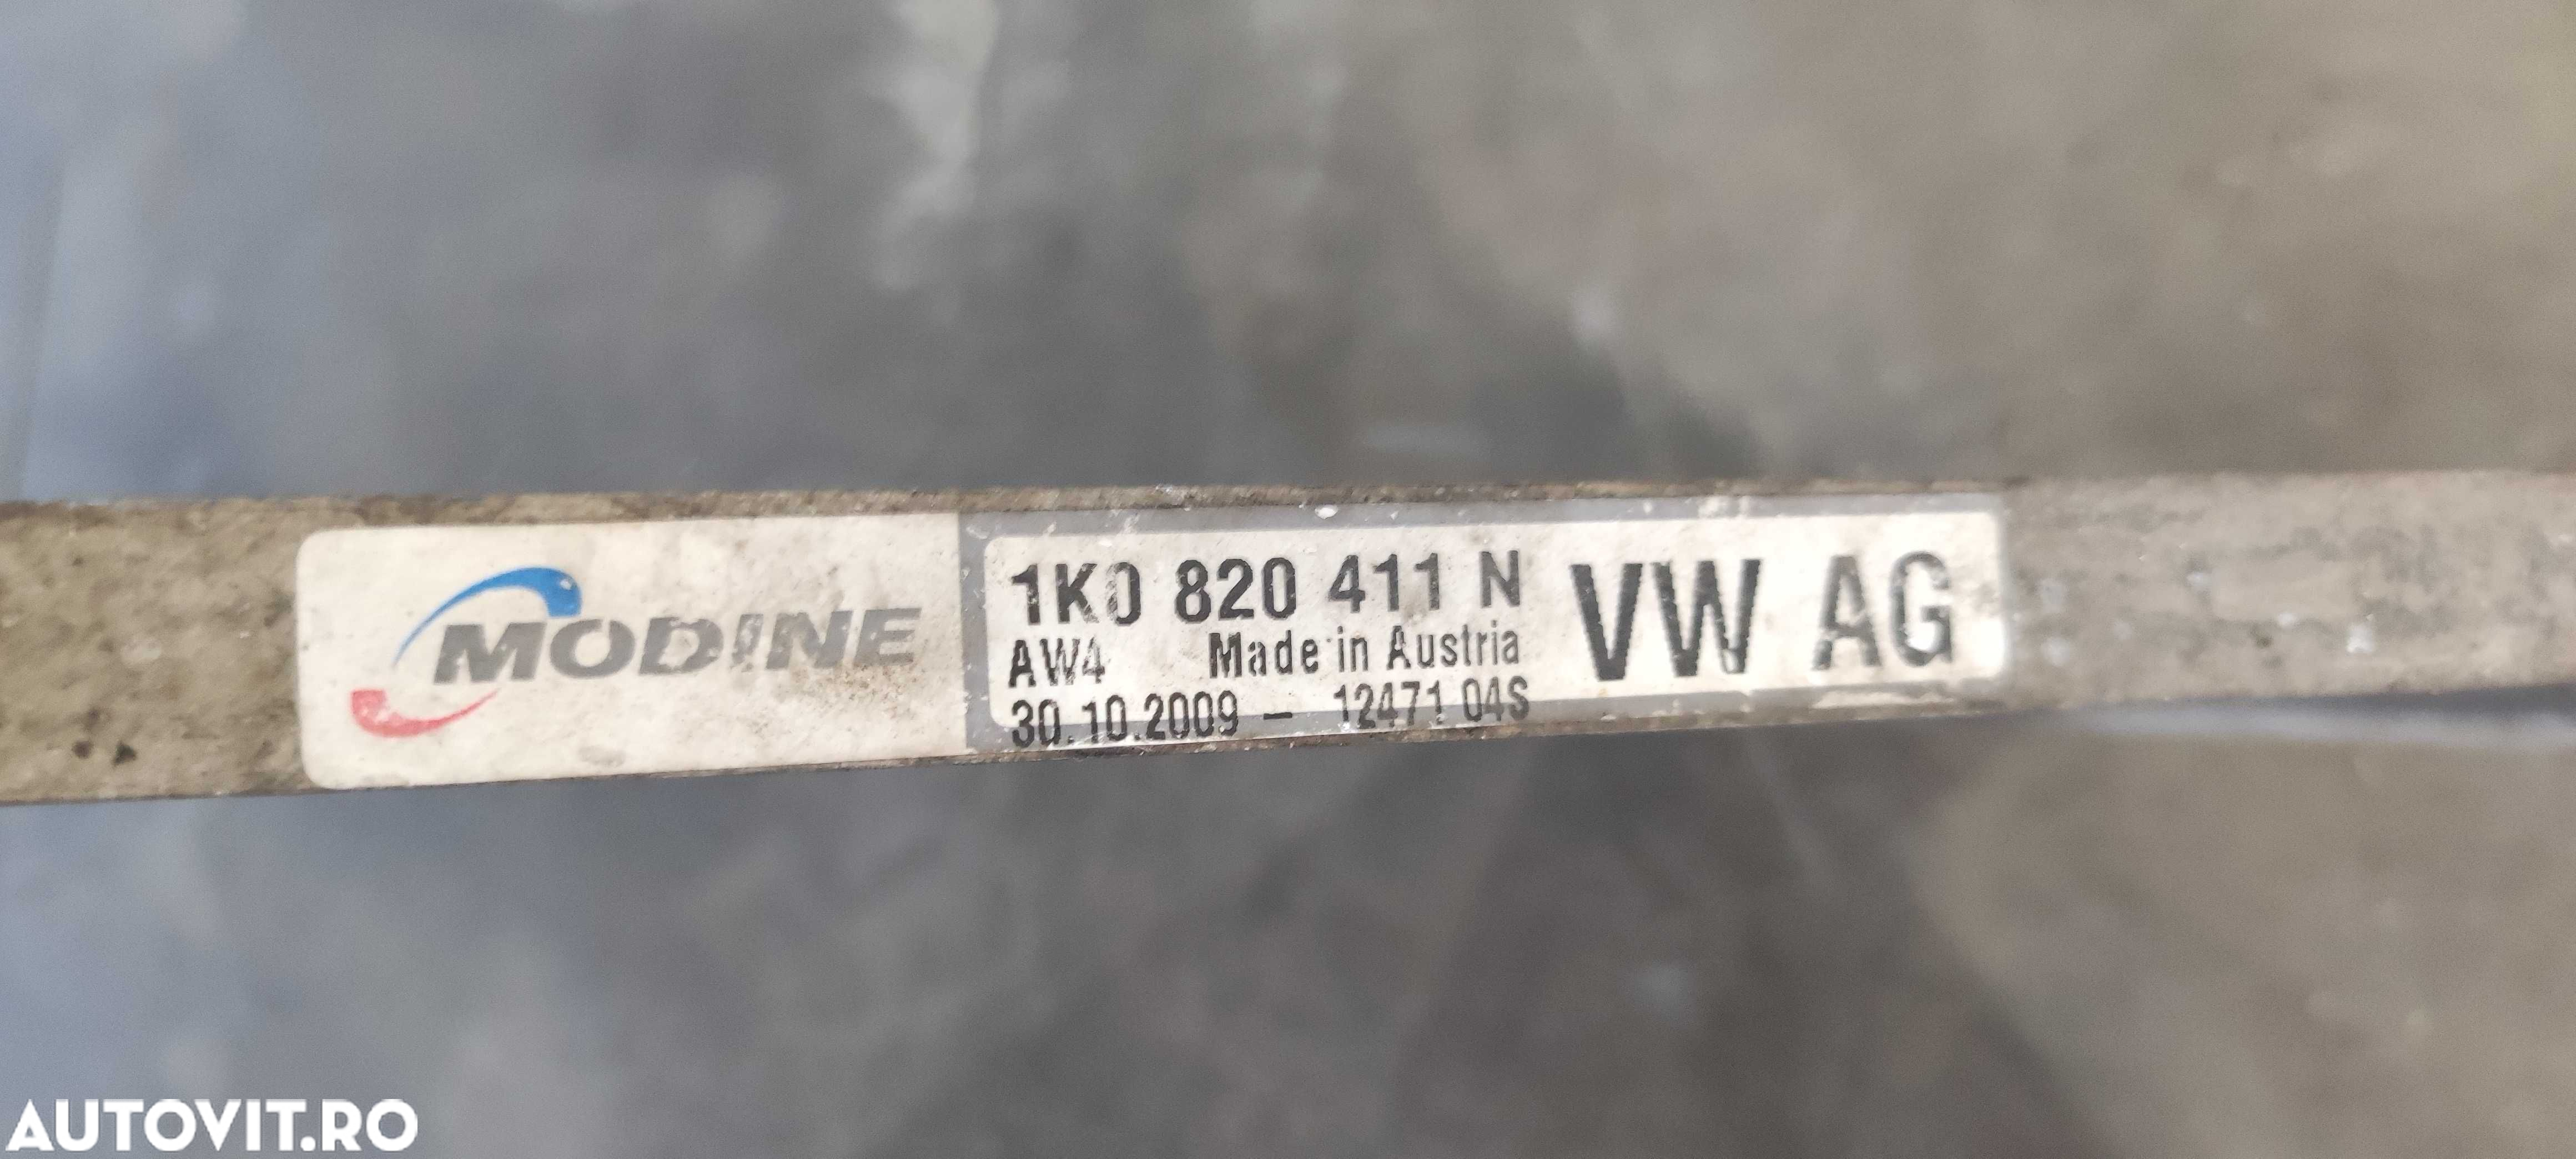 MODINE
1K0 820 411 N
VW AG
AW4 Made in Austria
30.10.2009 – 12471 04S
AUTOVIT.RO